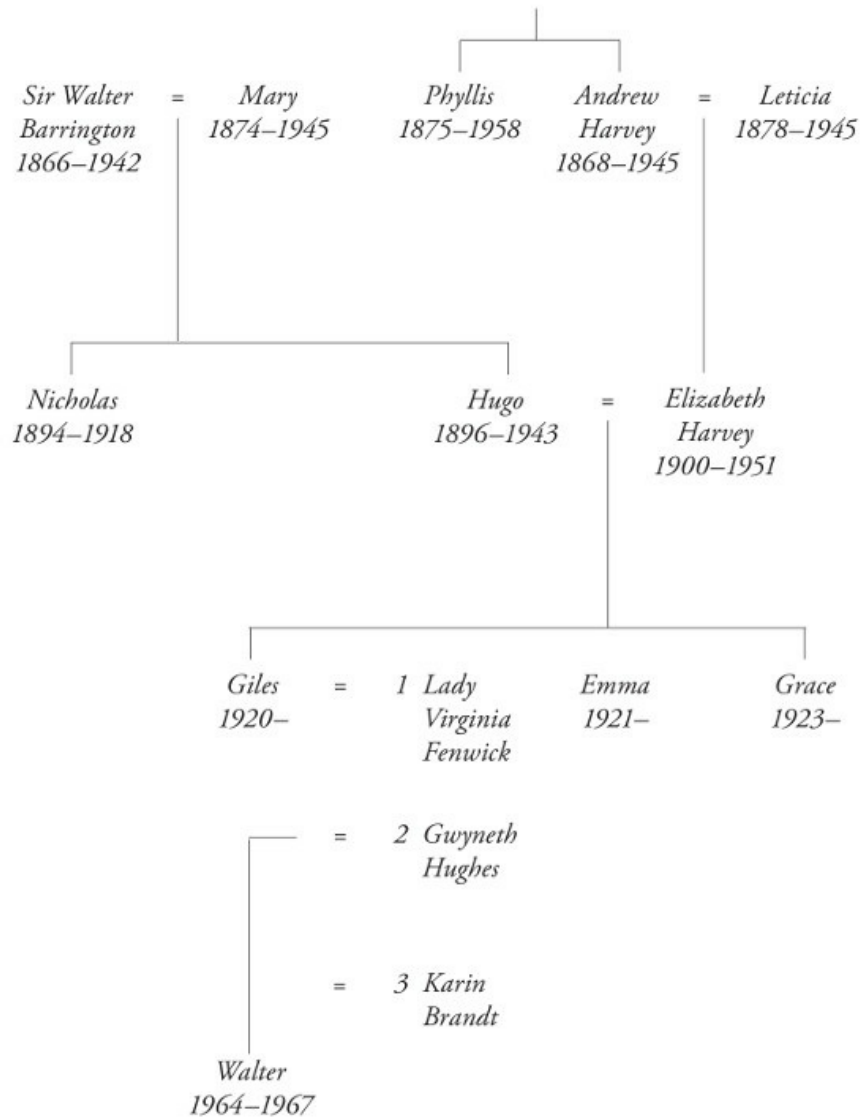 Sir Walter = Mary Phyllis Andrew = Leticia
Barrington 1874–1945 1875–1958 Harvey 1878–1945
1866–1942 1868–1945
Nicholas Hugo = Elizabeth
1894–1918 1896–1943 Harvey
1900–1951
Giles = 1 Lady Emma Grace
1920– Virginia 1921– 1923–
Fenwick
= 2 Gwyneth
Hughes
= 3 Karin
Brandt
Walter
1964–1967